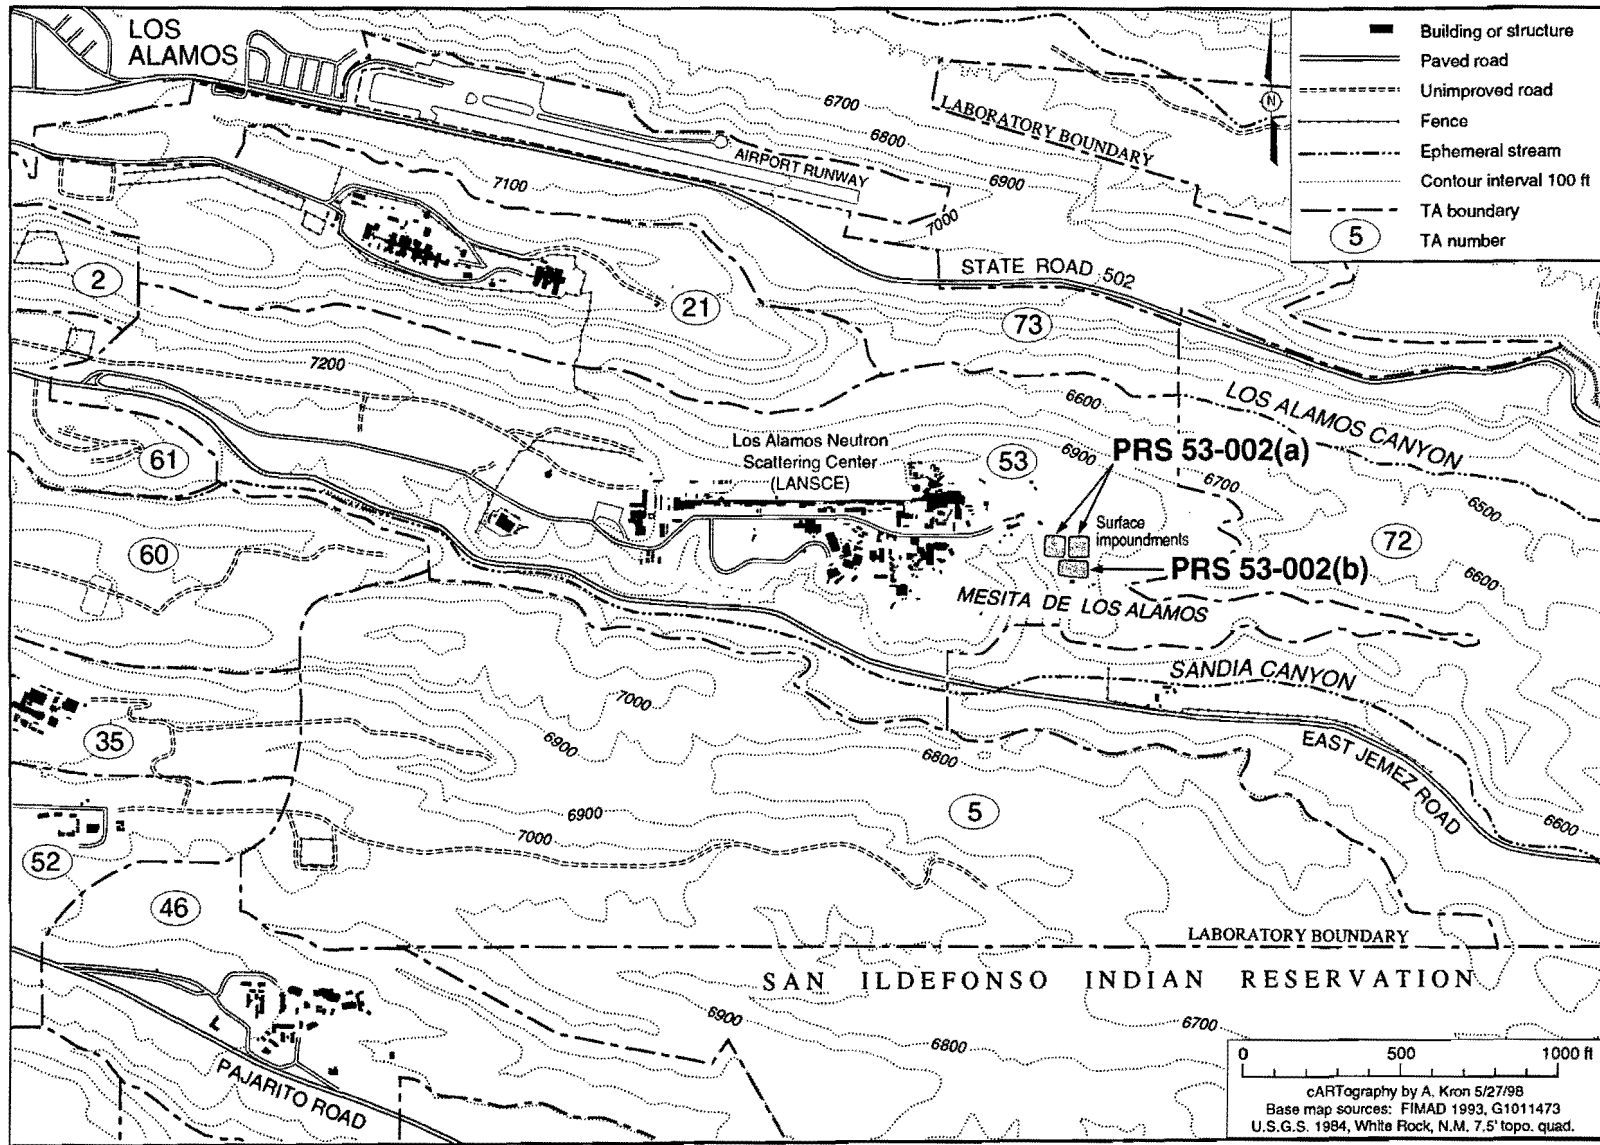 LOS
ALAMOS
Building or structure
Paved road
Unimproved road
Fence
Ephemeral stream
Contour interval 100 ft
TA boundary
5
TA number
N
6700
6800
LABORATORY BOUNDARY
AIRPORT RUNWAY
6900
7100
7000
STATE ROAD 502
2
21
73
7200
LOS ALAMOS CANYON
6600
Los Alamos Neutron
Scattering Center
(LANSCE)
53
6900
PRS 53-002(a)
61
6700
6500
Surface
impoundments
72
60
PRS 53-002(b)
6600
MESITA DE LOS ALAMOS
SANDIA CANYON
7000
35
6900
6800
EAST JEMEZ ROAD
5
6900
7000
6600
52
46
LABORATORY BOUNDARY
SAN ILDEFONSO INDIAN RESERVATION
6900
6800
6700
PAJARITO ROAD
0 500 1000 ft
cARTography by A. Kron 5/27/98
Base map sources: FIMAD 1993, G1011473
U.S.G.S. 1984, White Rock, N.M. 7.5' topo. quad.